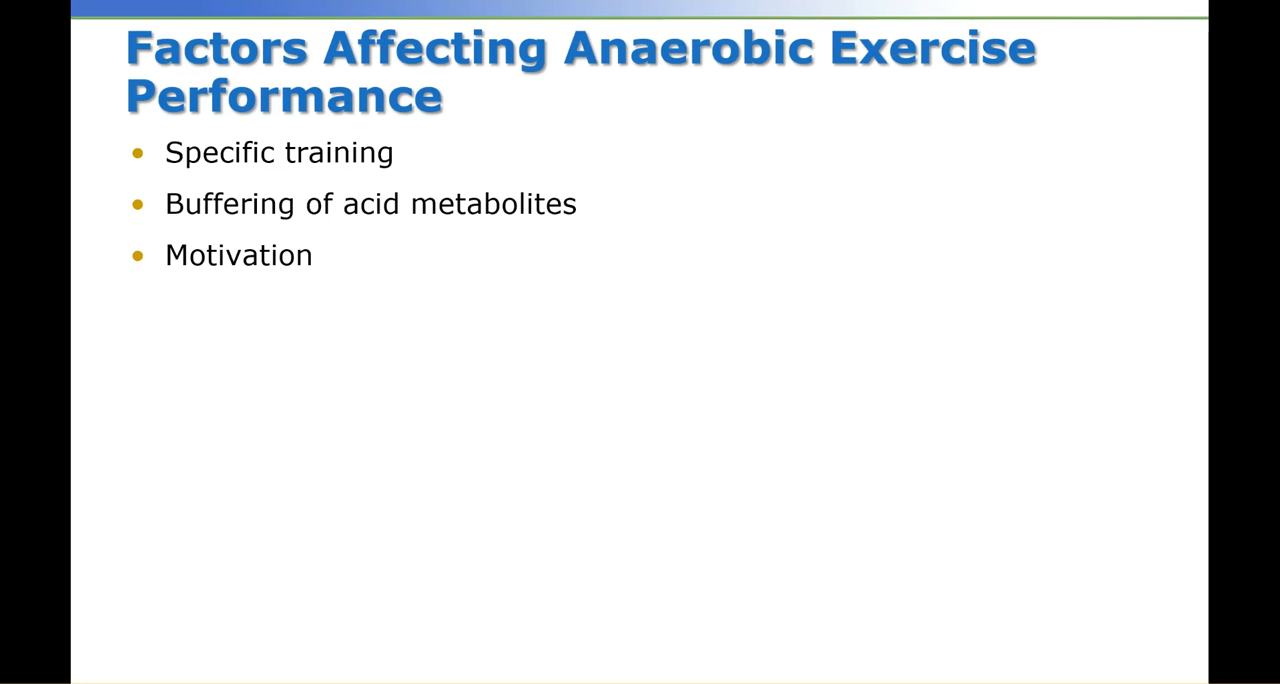 Factors Affecting Anaerobic Exercise
Performance
• Specific training
• Buffering of acid metabolites
• Motivation